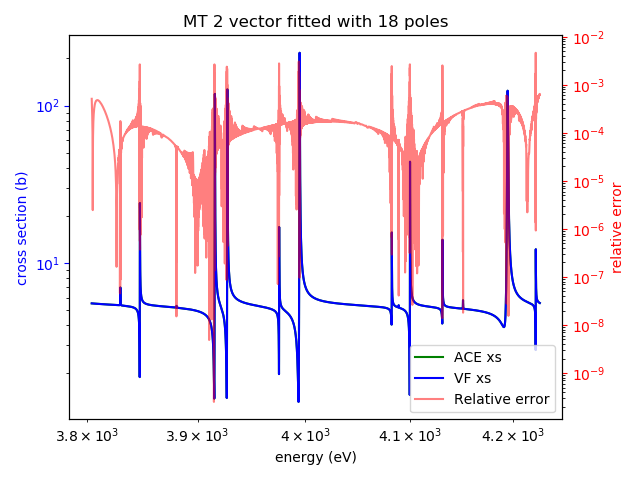 MT 2 vector fitted with 18 poles
10²
10¹
cross section (b)
10⁻²
10⁻³
10⁻⁴
10⁻⁵
10⁻⁶
10⁻⁷
10⁻⁸
10⁻⁹
relative error
ACE xs
VF xs
Relative error
3.8 × 10³ 3.9 × 10³ 4 × 10³ 4.1 × 10³ 4.2 × 10³
energy (eV)